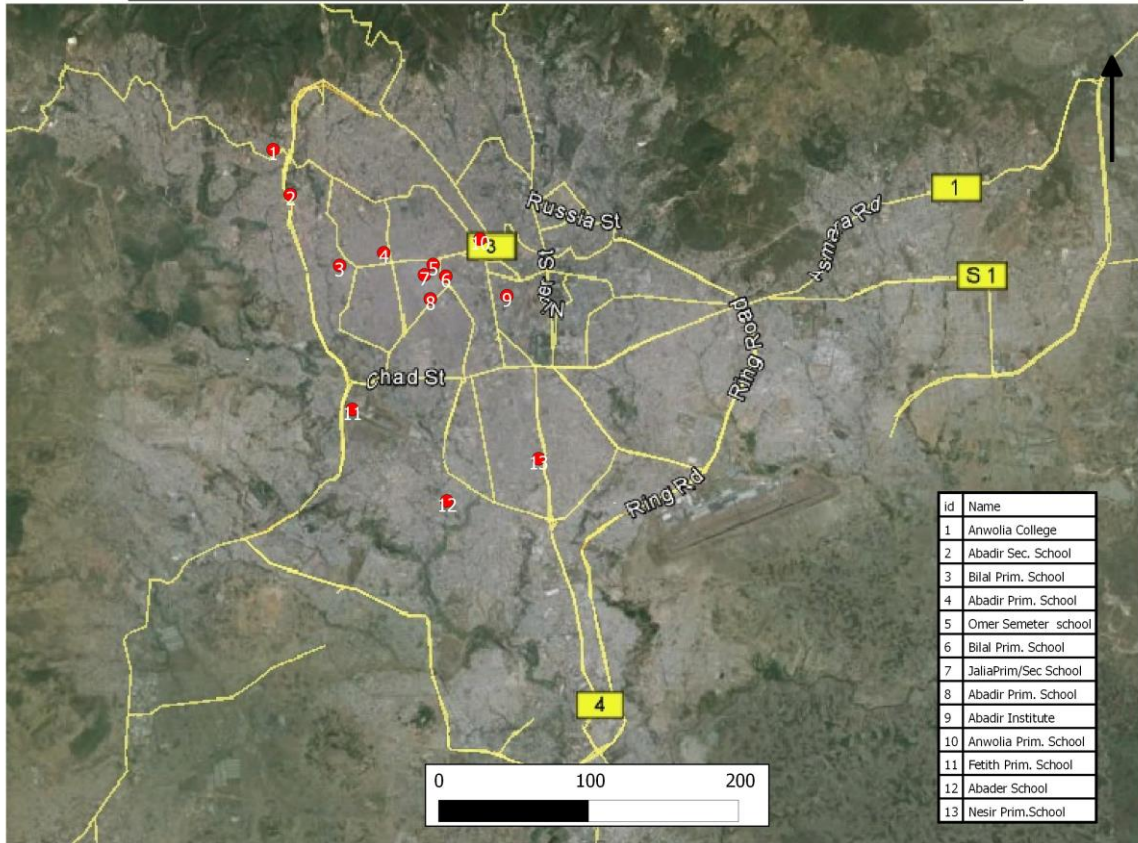 1
2
3
4
5
6
7
8
9
10
3
11
12
13
Russia St
Asmara Rd
1
S 1
Ring Road
Ring Rd
4
id Name
1 Anwolia College
2 Abadir Sec. School
3 Bilal Prim. School
4 Abadir Prim. School
5 Omer Semeter school
6 Bilal Prim. School
7 JaliaPrim/Sec School
8 Abadir Prim. School
9 Abadir Institute
10 Anwolia Prim. School
11 Fetith Prim. School
12 Abader School
13 Nesir Prim.School
chad St
0 100 200